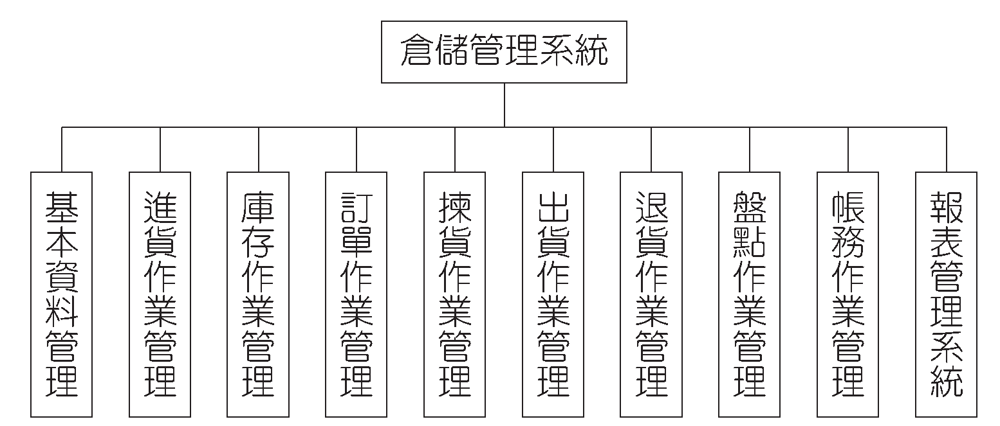 倉儲管理系統
基本資料管理
進貨作業管理
庫存作業管理
訂單作業管理
揀貨作業管理
出貨作業管理
退貨作業管理
盤點作業管理
帳務作業管理
報表管理系統